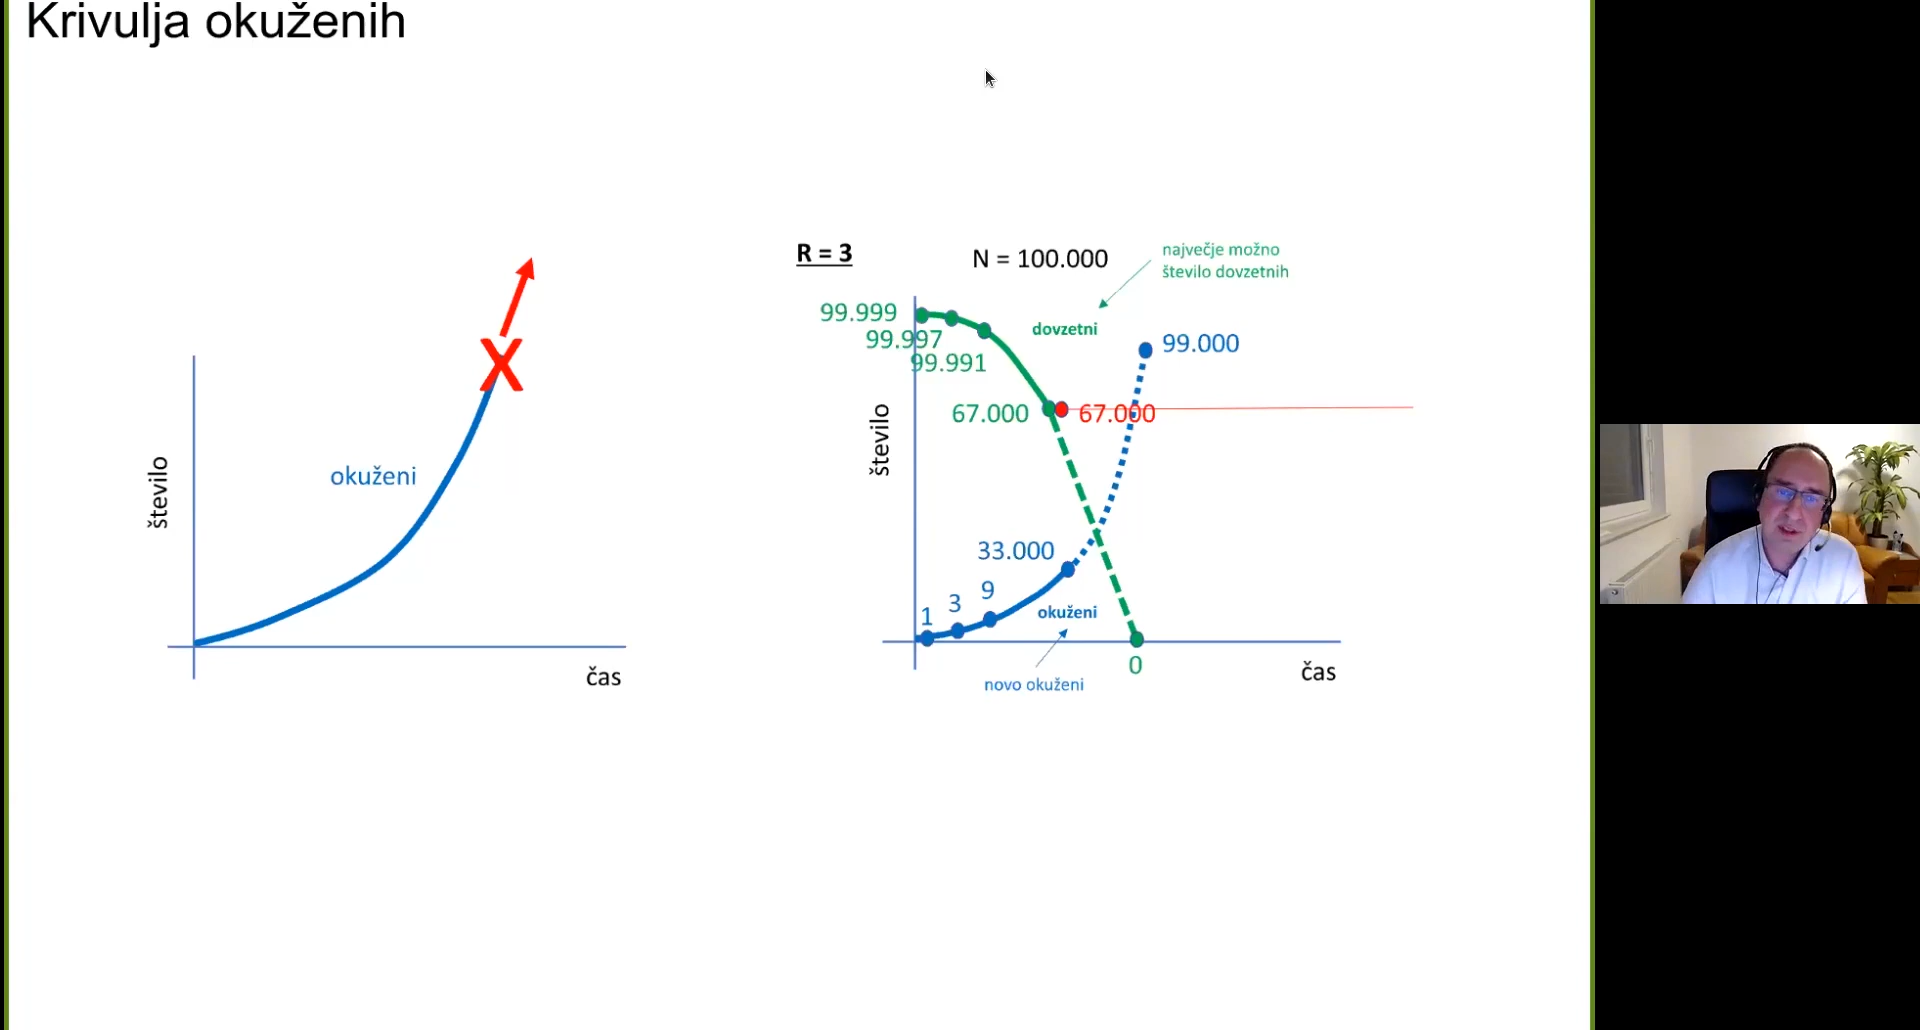 Krivulja okuženih
število
okuženi
X
čas
R = 3
N = 100.000
največje možno
število dovzetnih
99.999
99.997
99.991
dovzetni
99.000
67.000
67.000
število
33.000
1
3
9
okuženi
novo okuženi
0
čas